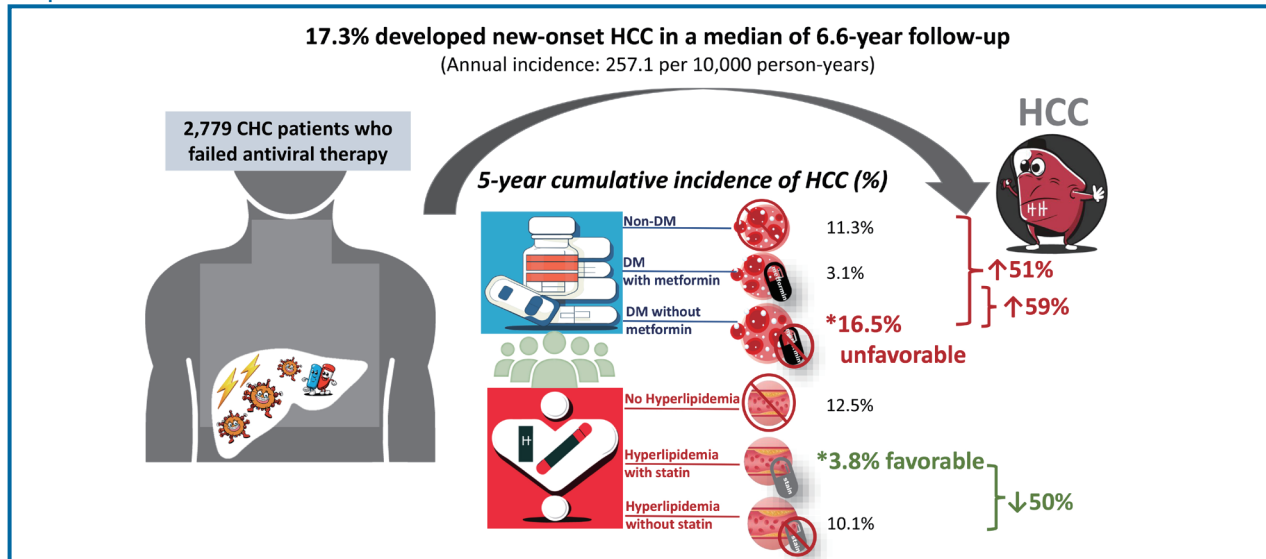 17.3% developed new-onset HCC in a median of 6.6-year follow-up
(Annual incidence: 257.1 per 10,000 person-years)
2,779 CHC patients who
failed antiviral therapy
HCC
5-year cumulative incidence of HCC (%)
Non-DM
11.3%
DM
with metformin
3.1%
DM without
metformin
*16.5%
unfavorable
↑51%
↑59%
No Hyperlipidemia
12.5%
Hyperlipidemia
with statin
stain
*3.8% favorable
Hyperlipidemia
without statin
10.1%
↓50%